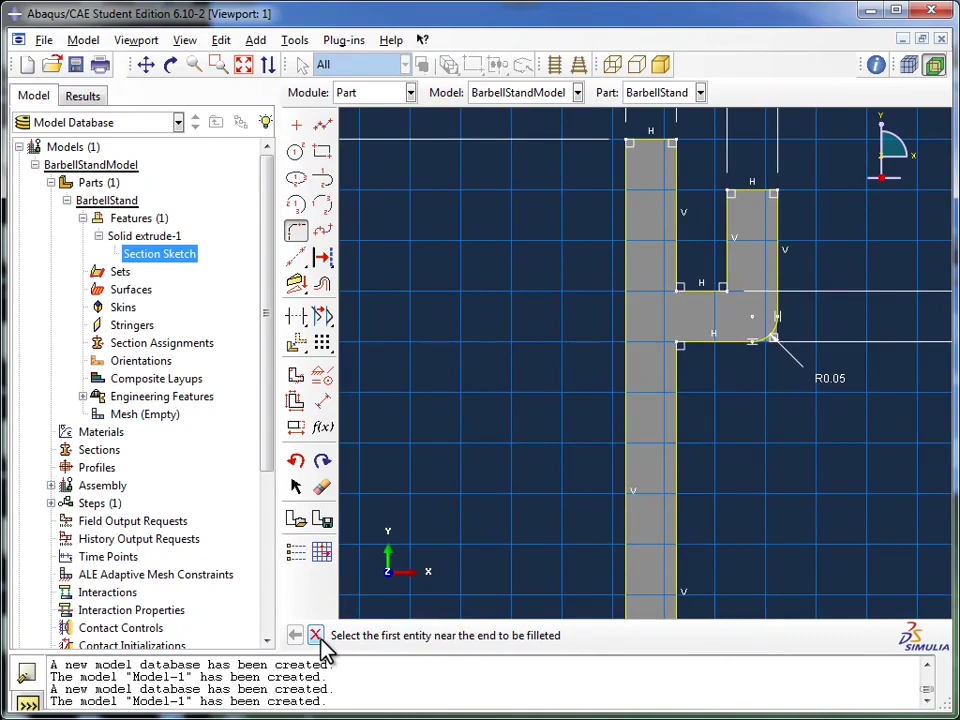 Abaqus/CAE Student Edition 6.10-2 [Viewport: 1]
File Model Viewport View Edit Add Tools Plug-ins Help
All
Model Results
Module: Part Model: BarbellStandModel Part: BarbellStand
Model Database
Models (1)
BarbellStandModel
Parts (1)
BarbellStand
Features (1)
Solid extrude-1
Section Sketch
Sets
Surfaces
Skins
Stringers
Section Assignments
Orientations
Composite Layups
Engineering Features
Mesh (Empty)
Materials
Sections
Profiles
Assembly
Steps (1)
Field Output Requests
History Output Requests
Time Points
ALE Adaptive Mesh Constraints
Interactions
Interaction Properties
Contact Controls
Contact Initializations
f(x)
H
H
V
V
V
H
H
R0.05
V
V
Y
X
Z
Y
X
Select the first entity near the end to be filleted
SIMULIA
A new model database has been created.
The model "Model-1" has been created.
A new model database has been created.
The model "Model-1" has been created.
>>>